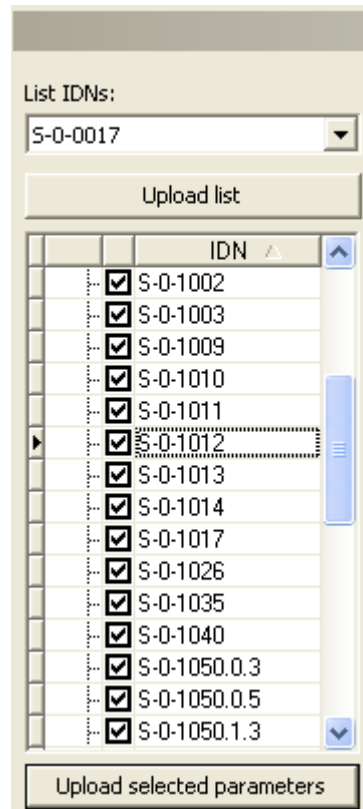 List IDNs:
S-0-0017
Upload list
IDN
S-0-1002
S-0-1003
S-0-1009
S-0-1010
S-0-1011
S-0-1012
S-0-1013
S-0-1014
S-0-1017
S-0-1026
S-0-1035
S-0-1040
S-0-1050.0.3
S-0-1050.0.5
S-0-1050.1.3
Upload selected parameters